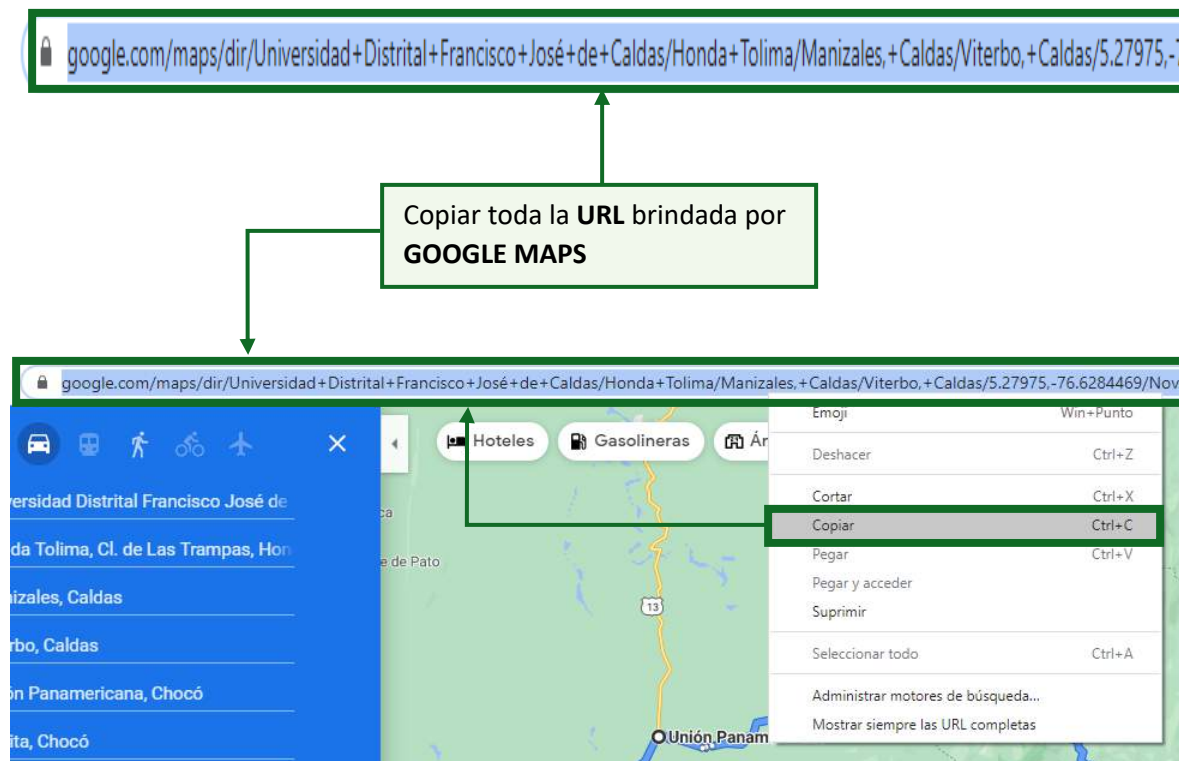 google.com/maps/dir/Universidad+Distrital+Francisco+José+de+Caldas/Honda+Tolima/Manizales,+Caldas/Viterbo,+Caldas/5.27975,-7
Copiar toda la URL brindada por
GOOGLE MAPS
google.com/maps/dir/Universidad+Distrital+Francisco+José+de+Caldas/Honda+Tolima/Manizales,+Caldas/Viterbo,+Caldas/5.27975,-76.6284469/Nov
Hoteles
Gasolineras
Ár
versidad Distrital Francisco José de
da Tolima, Cl. de Las Trampas, Hon
nizales, Caldas
rbo, Caldas
ón Panamericana, Chocó
ita, Chocó
ca
e de Pato
13
Unión Panam
Emoji Win+Punto
Deshacer Ctrl+Z
Cortar Ctrl+X
Copiar Ctrl+C
Pegar Ctrl+V
Pegar y acceder
Suprimir
Seleccionar todo Ctrl+A
Administrar motores de búsqueda...
Mostrar siempre las URL completas